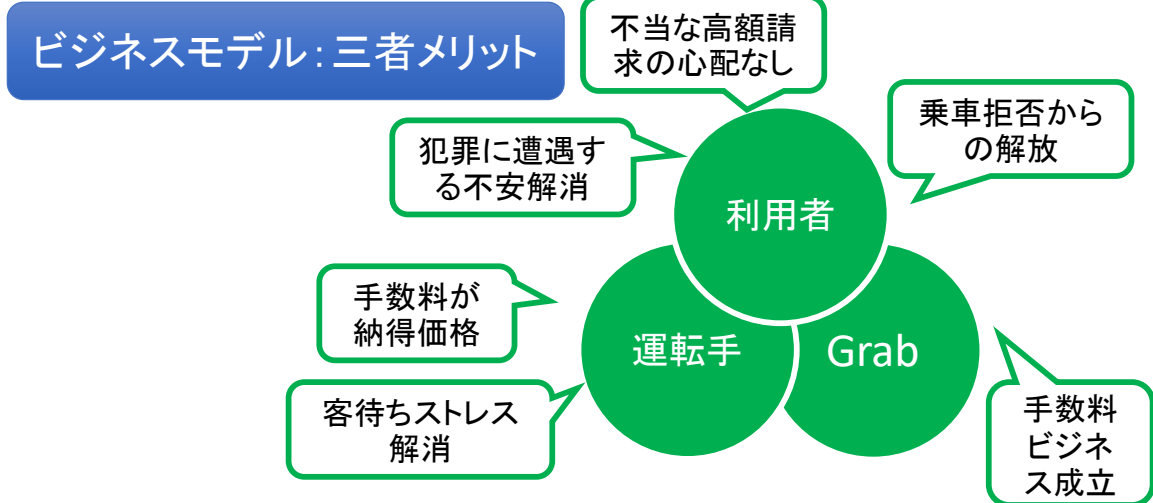 ビジネスモデル：三者メリット
不当な高額請
求の心配なし
乗車拒否から
の解放
犯罪に遭遇す
る不安解消
利用者
手数料が
納得価格
運転手
Grab
客待ちストレス
解消
手数料
ビジネ
ス成立